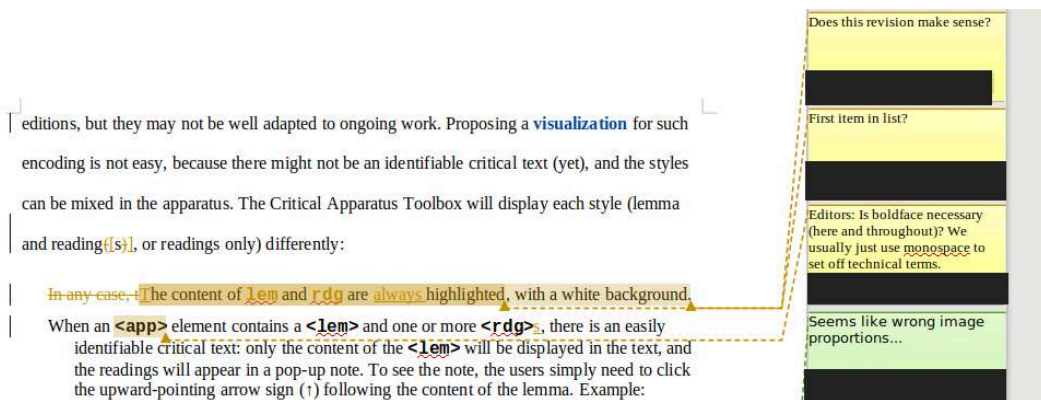 editions, but they may not be well adapted to ongoing work. Proposing a visualization for such
encoding is not easy, because there might not be an identifiable critical text (yet), and the styles
can be mixed in the apparatus. The Critical Apparatus Toolbox will display each style (lemma
and reading([s)], or readings only) differently:
In any case, tThe content of lem and rdg are always highlighted, with a white background.
When an <app> element contains a <lem> and one or more <rdg>s, there is an easily
identifiable critical text: only the content of the <lem> will be displayed in the text, and
the readings will appear in a pop-up note. To see the note, the users simply need to click
the upward-pointing arrow sign (↑) following the content of the lemma. Example:
Does this revision make sense?
First item in list?
Editors: Is boldface necessary
(here and throughout)? We
usually just use monospace to
set off technical terms.
Seems like wrong image
proportions...